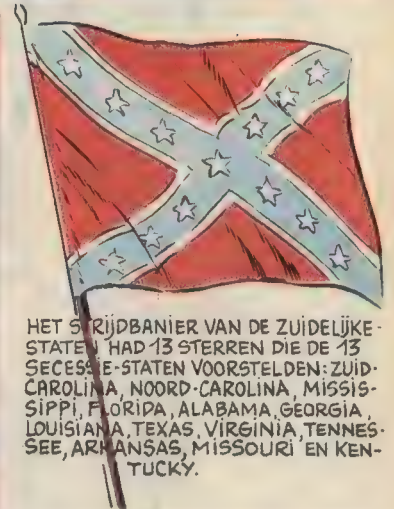 HET STRIJDBANIER VAN DE ZUIDELIJKE-
STATEN HAD 13 STERREN DIE DE 13
SECESSIE-STATEN VOORSTELDEN: ZUID-
CAROLINA, NOORD-CAROLINA, MISSIS-
SIPPI, FLORIDA, ALABAMA, GEORGIA,
LOUISIANA, TEXAS, VIRGINIA, TENNES-
SEE, ARKANSAS, MISSOURI EN KEN-
TUCKY.